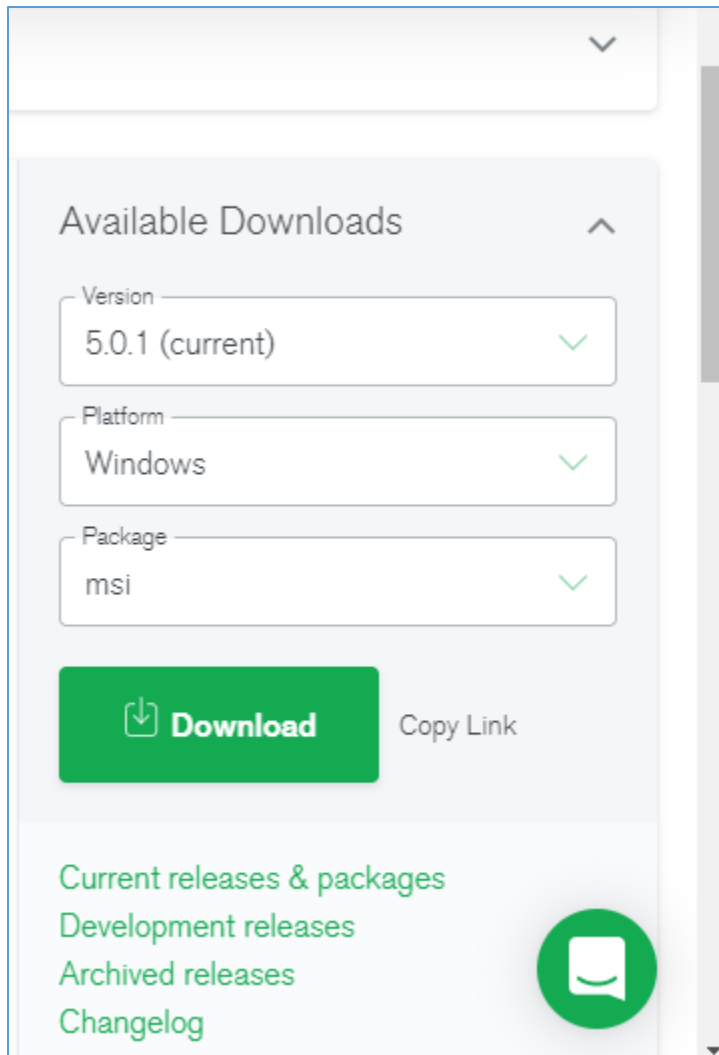 Available Downloads
Version
5.0.1 (current)
Platform
Windows
Package
msi
Download
Copy Link
Current releases & packages
Development releases
Archived releases
Changelog